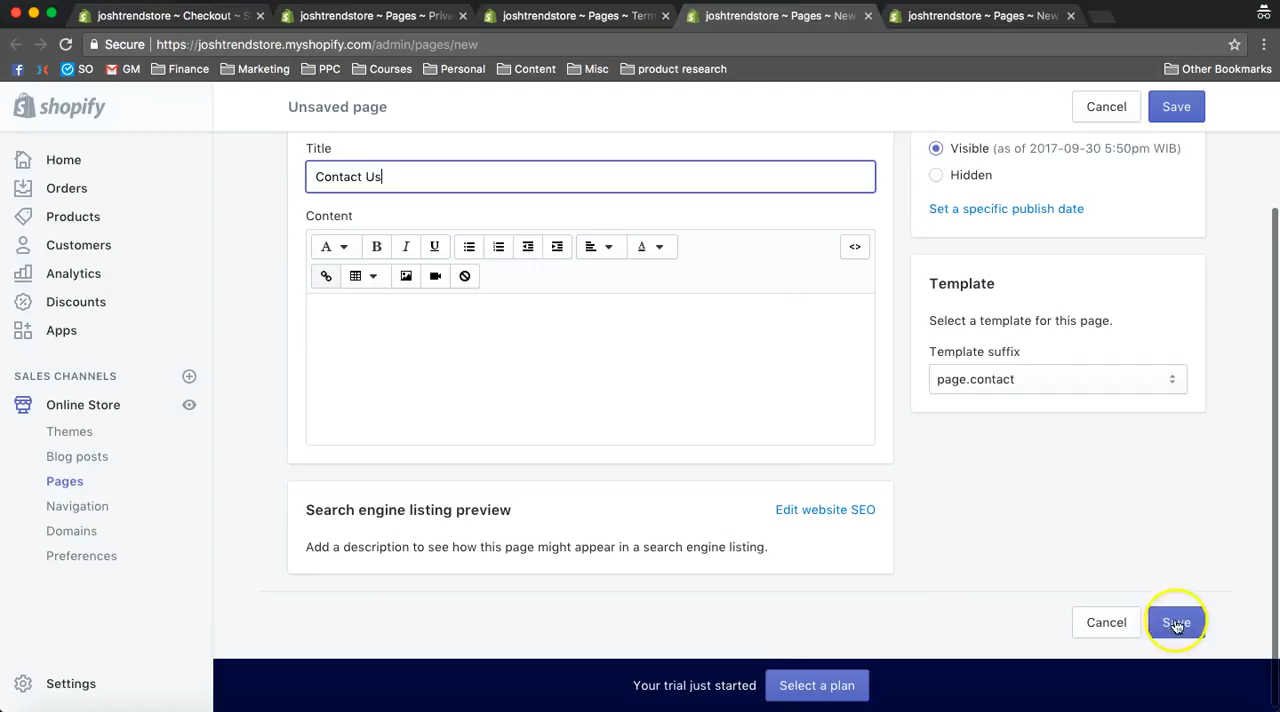 joshtrendstore ~ Checkout ~ S
joshtrendstore ~ Pages ~ Priva
joshtrendstore ~ Pages ~ Term
joshtrendstore ~ Pages ~ New
joshtrendstore ~ Pages ~ New
Secure | https://joshtrendstore.myshopify.com/admin/pages/new
SO GM Finance Marketing PPC Courses Personal Content Misc product research Other Bookmarks
shopify
Unsaved page
Cancel
Save
Home
Orders
Products
Customers
Analytics
Discounts
Apps
SALES CHANNELS
Online Store
Themes
Blog posts
Pages
Navigation
Domains
Preferences
Settings
Title
Contact Us
Content
A B I U A <>
Search engine listing preview
Edit website SEO
Add a description to see how this page might appear in a search engine listing.
Visible (as of 2017-09-30 5:50pm WIB)
Hidden
Set a specific publish date
Template
Select a template for this page.
Template suffix
page.contact
Cancel
Save
Your trial just started
Select a plan